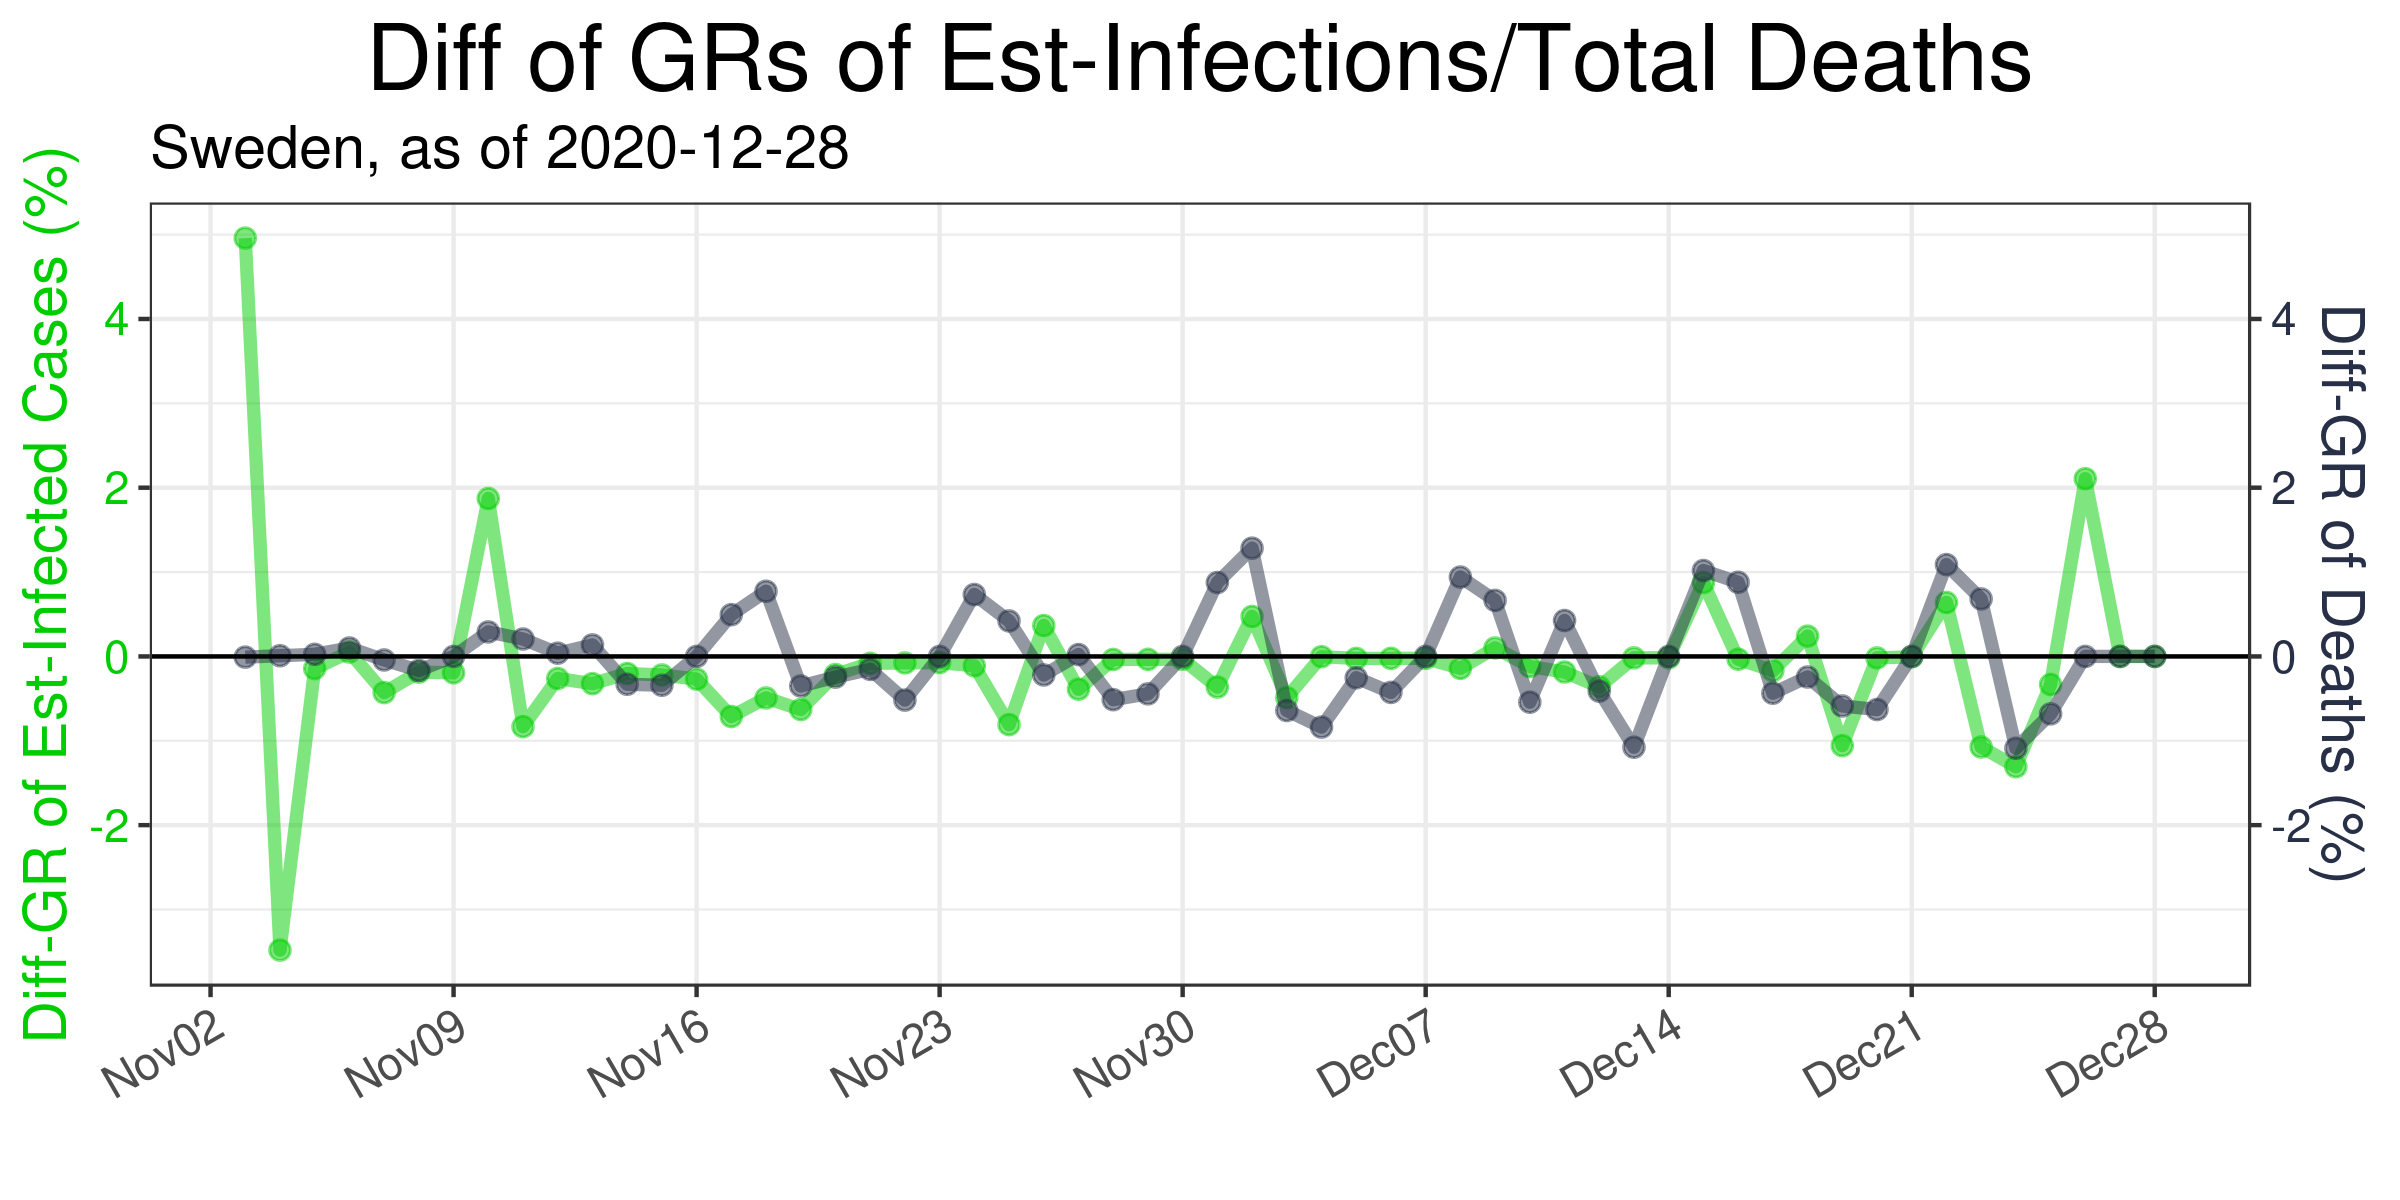 Diff of GRs of Est-Infections/Total Deaths
Sweden, as of 2020-12-28
Diff-GR of Est-Infected Cases (%)
4
2
0
-2
4
2
0
-2
Diff-GR of Deaths (%)
Nov02
Nov09
Nov16
Nov23
Nov30
Dec07
Dec14
Dec21
Dec28